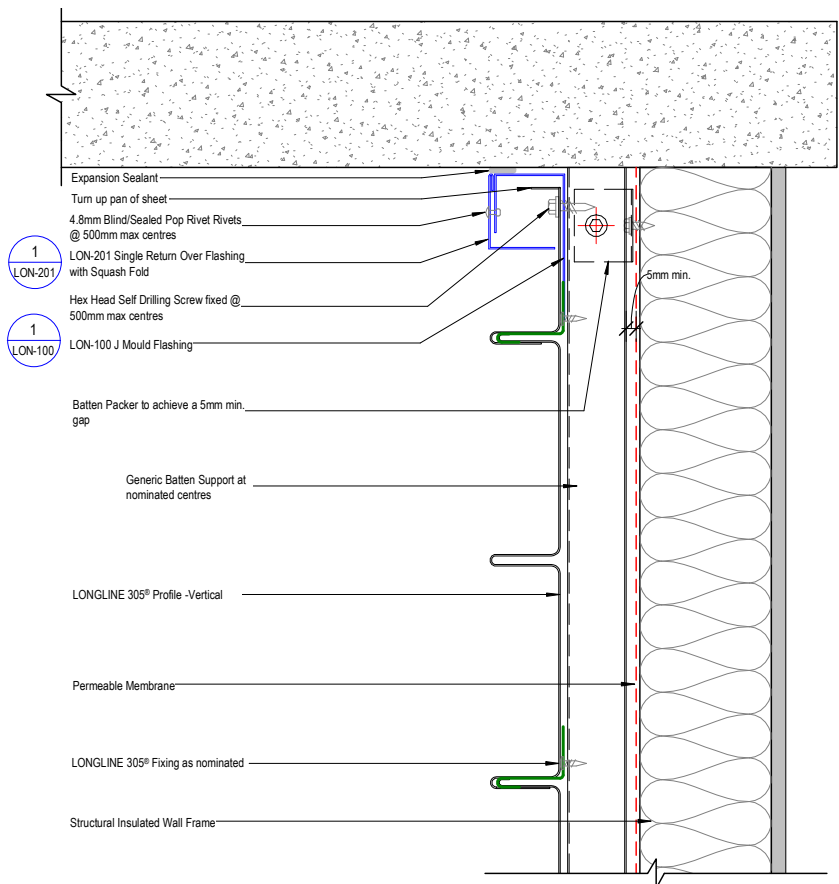 Expansion Sealant
Turn up pan of sheet
4.8mm Blind/Sealed Pop Rivet Rivets
@ 500mm max centres
1
LON-201
LON-201 Single Return Over Flashing
with Squash Fold
5mm min.
Hex Head Self Drilling Screw fixed @
500mm max centres
1
LON-100
LON-100 J Mould Flashing
Batten Packer to achieve a 5mm min.
gap
Generic Batten Support at
nominated centres
LONGLINE 305® Profile -Vertical
Permeable Membrane
LONGLINE 305® Fixing as nominated
Structural Insulated Wall Frame